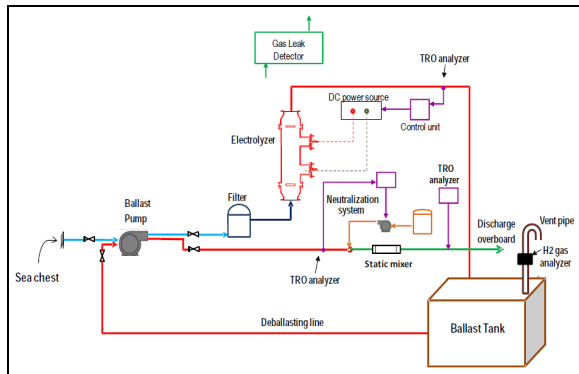 Gas Leak
Detector
TRO analyzer
DC power source
Control unit
Electrolyzer
TRO
analyzer
Neutralization
system
Filter
Ballast
Pump
Discharge
overboard
Vent pipe
H2 gas
analyzer
Sea chest
TRO analyzer
Static mixer
Deballasting line
Ballast Tank